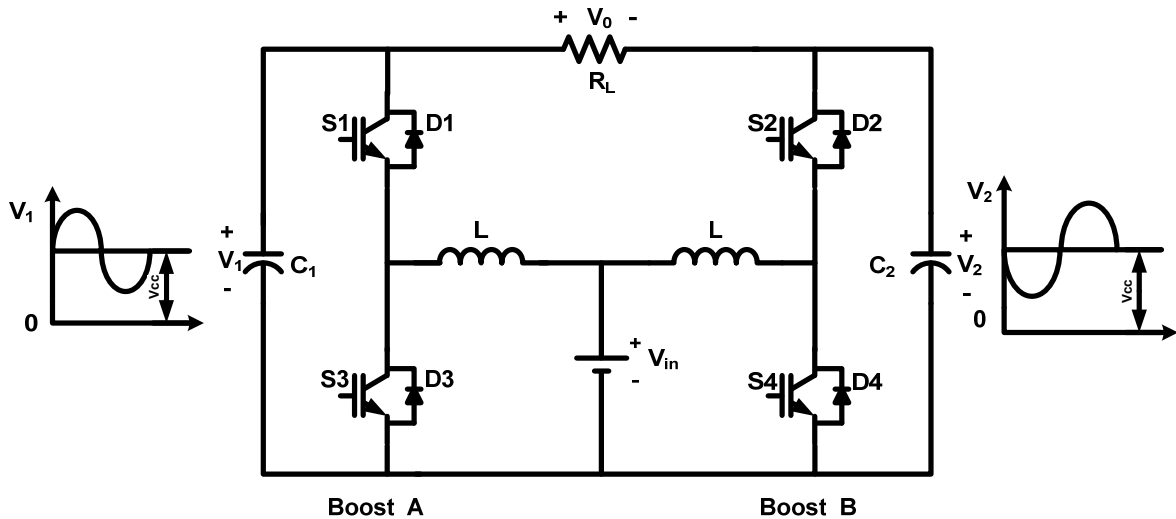 + V0 -
RL
S1
D1
S2
D2
V1
Vcc
0
+
V1
-
C1
L
L
C2
+
V2
-
V2
Vcc
0
+
Vin
-
S3
D3
S4
D4
Boost A
Boost B